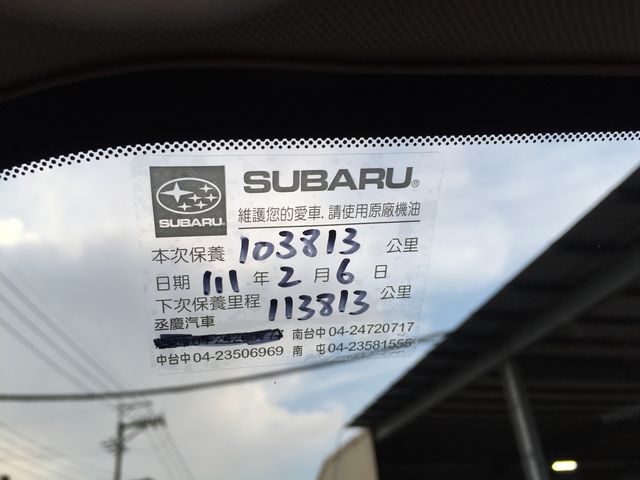 SUBARU
SUBARU®
維護您的愛車.請使用原廠機油
本次保養 103813 公里
日期 111 年 2 月 6 日
下次保養里程 113813 公里
丞慶汽車
南台中 04-24720717
中台中 04-23506969 南 屯 04-23581555